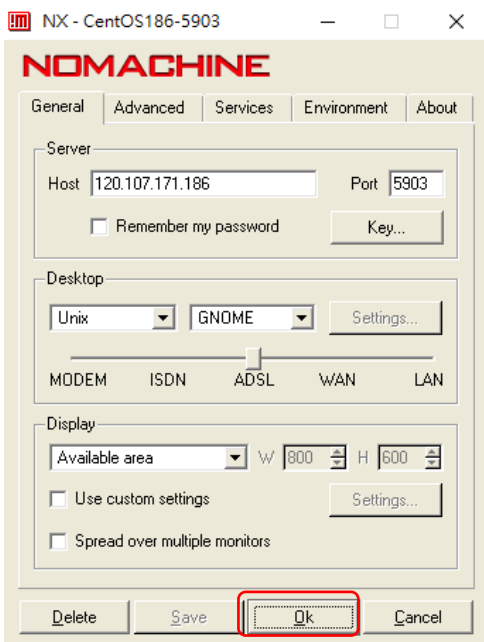 NX - CentOS186-5903
NOMACHINE
General Advanced Services Environment About
Server
Host 120.107.171.186 Port 5903
Remember my password Key...
Desktop
Unix GNOME Settings...
MODEM ISDN ADSL WAN LAN
Display
Available area W 800 H 600
Use custom settings Settings...
Spread over multiple monitors
Delete Save Ok Cancel